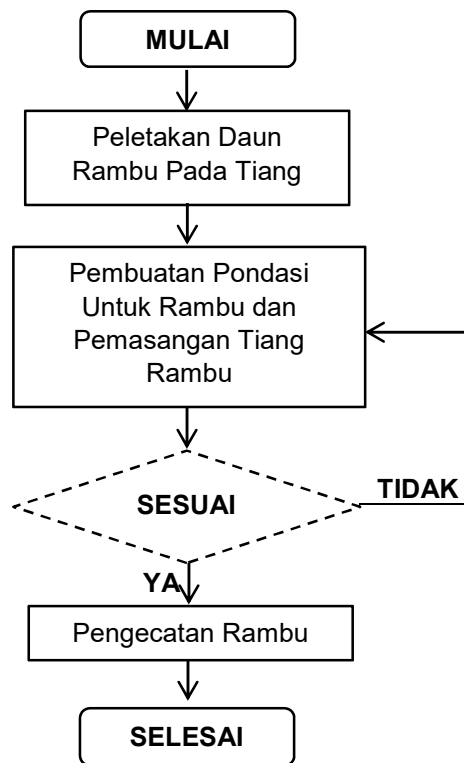 MULAI
Peletakan Daun
Rambu Pada Tiang
Pembuatan Pondasi
Untuk Rambu dan
Pemasangan Tiang
Rambu
SESUAI
TIDAK
YA
Pengecatan Rambu
SELESAI